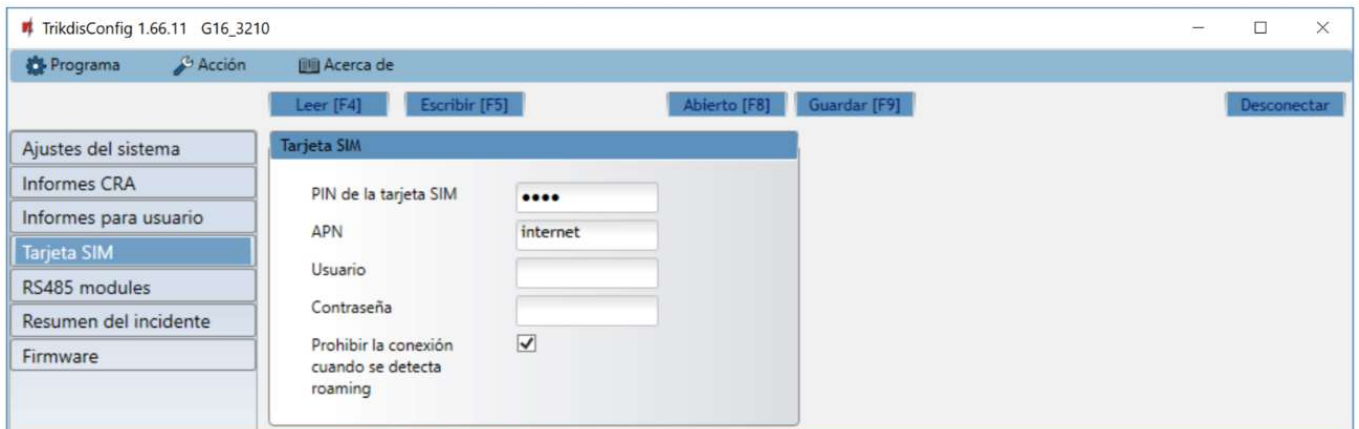 TrikdisConfig 1.66.11 G16_3210
Programa Acción Acerca de
Leer [F4] Escribir [F5] Abierto [F8] Guardar [F9] Desconectar
Ajustes del sistema
Informes CRA
Informes para usuario
Tarjeta SIM
RS485 modules
Resumen del incidente
Firmware
Tarjeta SIM
PIN de la tarjeta SIM ••••
APN internet
Usuario
Contraseña
Prohibir la conexión
cuando se detecta
roaming